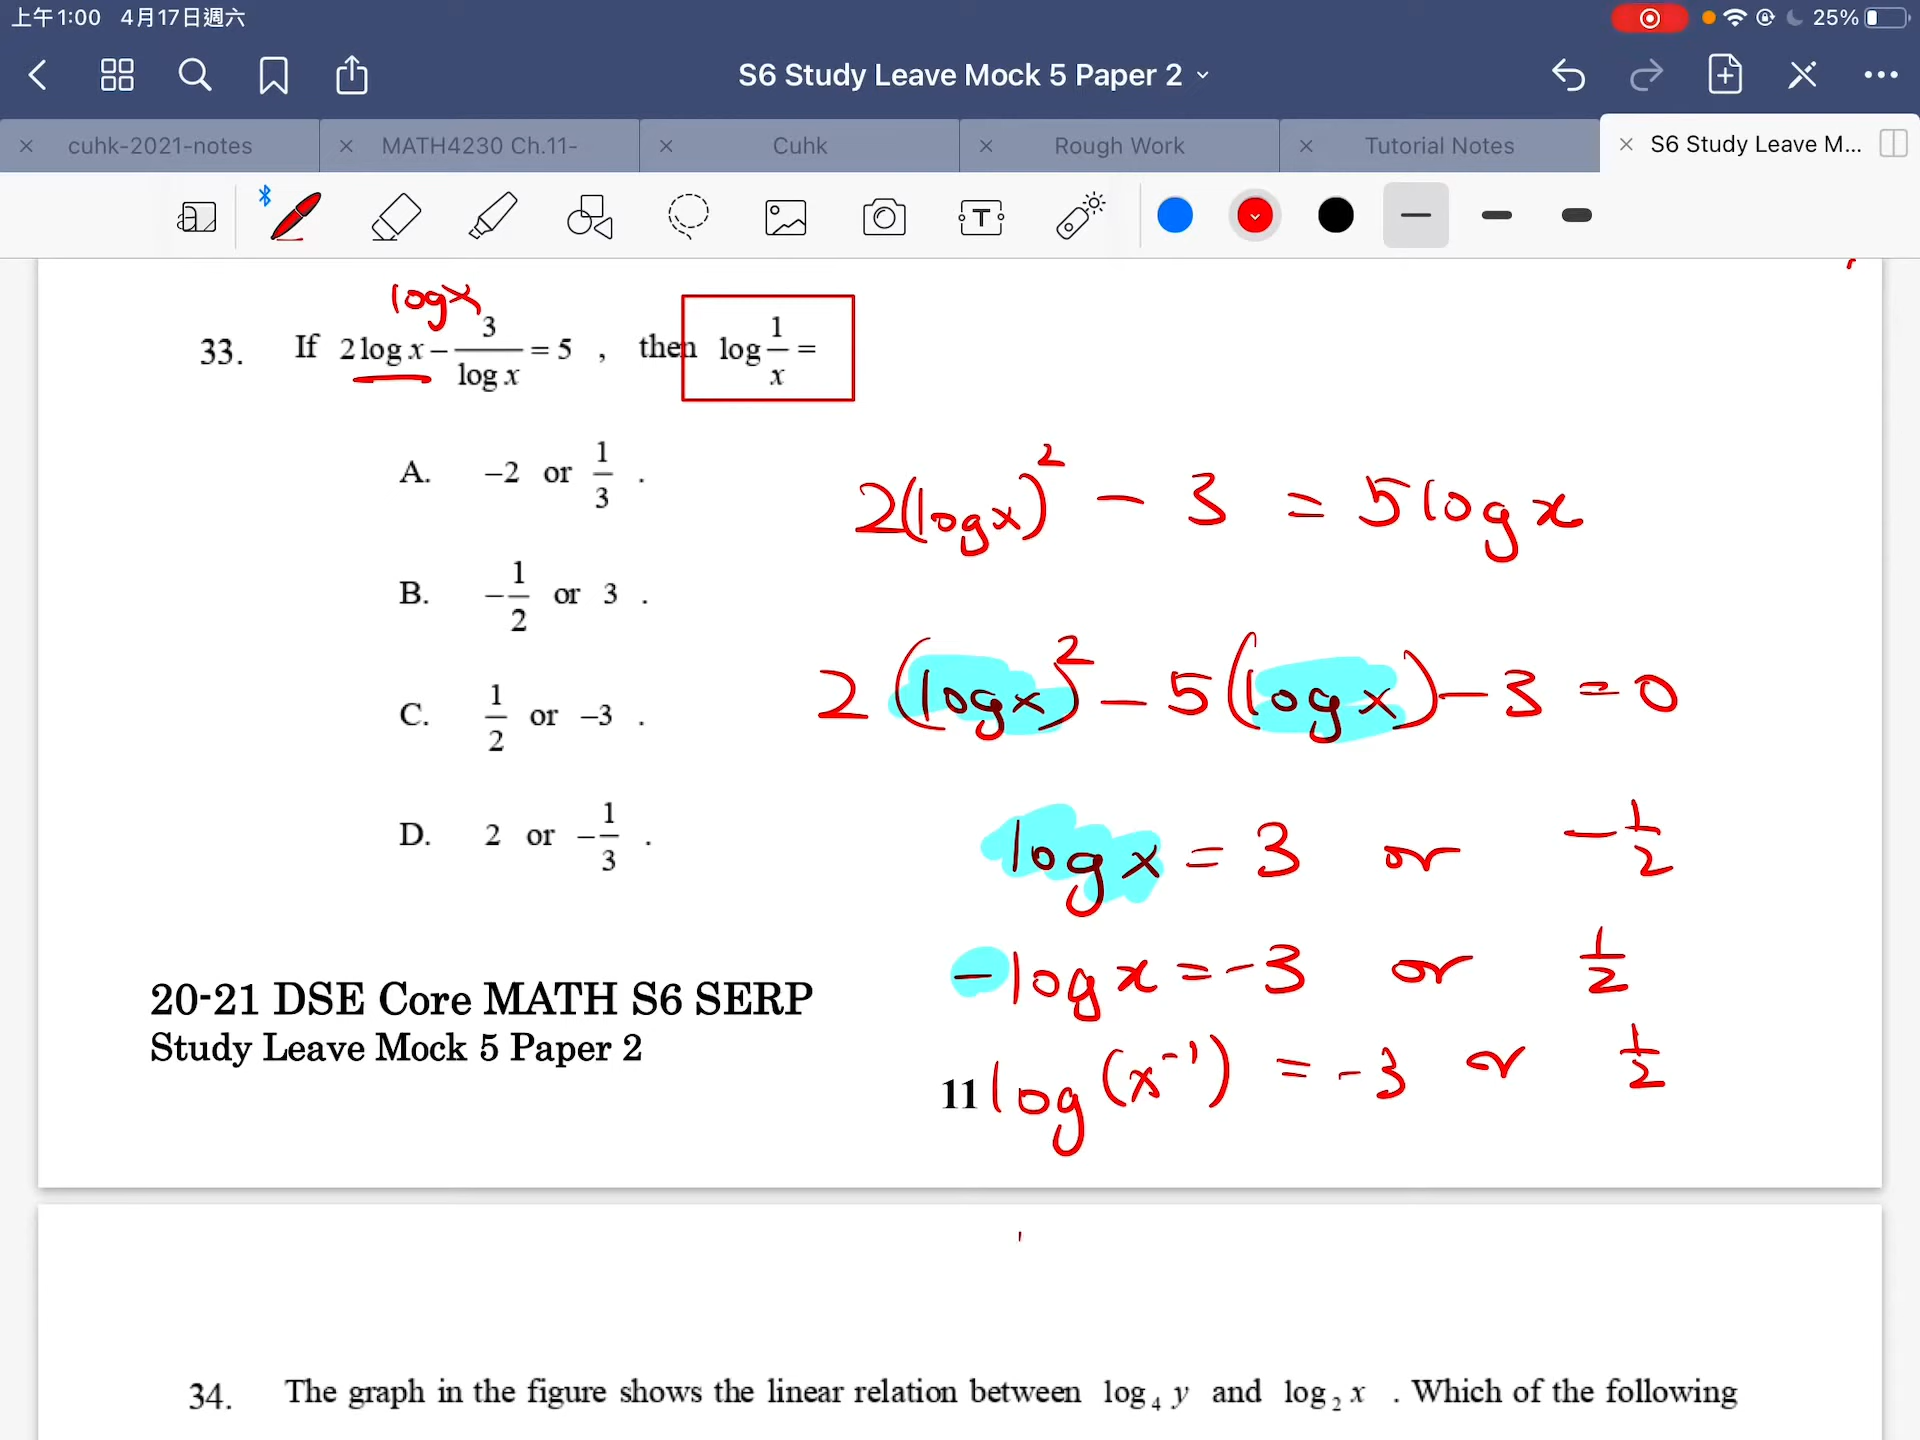 上午1:00 4月17日週六 25%
S6 Study Leave Mock 5 Paper 2
cuhk-2021-notes MATH4230 Ch.11- Cuhk Rough Work Tutorial Notes S6 Study Leave M...
logx
33. If 2 log x − 3/log x = 5 , then log 1/x =
A. −2 or 1/3 .
B. −1/2 or 3 .
C. 1/2 or −3 .
D. 2 or −1/3 .
2(logx)² − 3 = 5logx
2(logx)² − 5(logx) − 3 = 0
logx = 3 or −1/2
−logx = −3 or 1/2
log(x⁻¹) = −3 or 1/2
20-21 DSE Core MATH S6 SERP
Study Leave Mock 5 Paper 2
11
34. The graph in the figure shows the linear relation between log₄ y and log₂ x . Which of the following